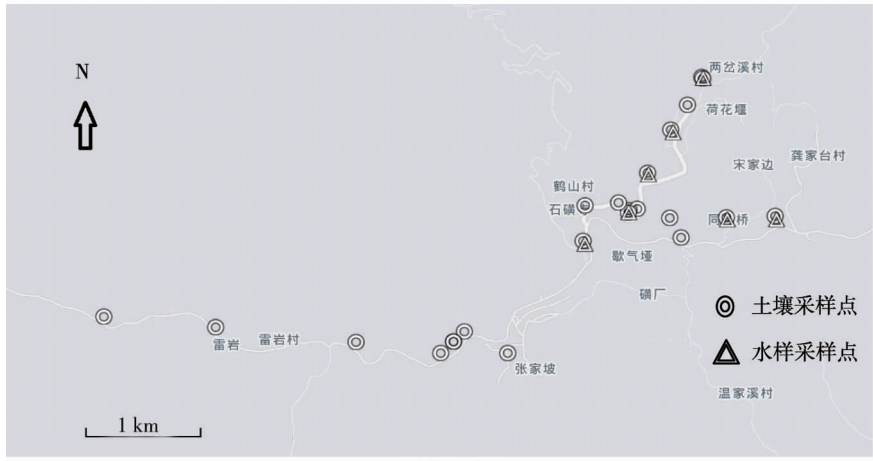 N
两岔溪村
荷花堰
宋家边
龚家台村
鹤山村
石磺
同 桥
歇气垭
磺厂
土壤采样点
水样采样点
雷岩
雷岩村
张家坡
温家溪村
1 km